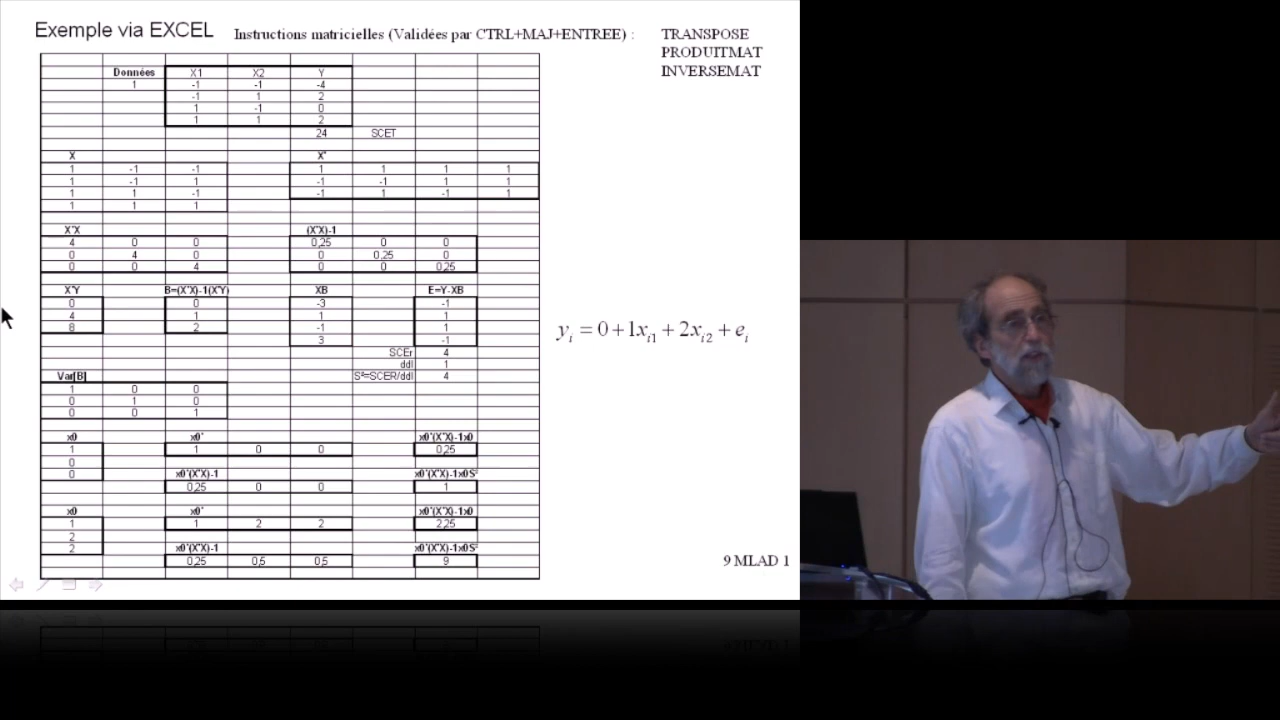 Exemple via EXCEL
Instructions matricielles (Validées par CTRL+MAJ+ENTREE) :
TRANSPOSE
PRODUITMAT
INVERSEMAT
Données X1 X2 Y
1 -1 -1 -4
-1 1 2
1 -1 0
1 1 2
24 SCET
X X'
1 -1 -1 1 1 1 1
1 -1 1 -1 -1 1 1
1 1 -1 -1 1 -1 1
1 1 1
X'X (X'X)-1
4 0 0 0,25 0 0
0 4 0 0 0,25 0
0 0 4 0 0 0,25
X'Y B=(X'X)-1(X'Y) XB E=Y-XB
0 0 -3 -1
4 1 1 1
8 2 -1 1
3 -1
SCEr 4
ddl 1
Var[B] S²=SCER/ddl 4
1 0 0
0 1 0
0 0 1
x0 x0' x0'(X'X)-1x0
1 1 0 0 0,25
0
0 x0'(X'X)-1 x0'(X'X)-1x0S²
0,25 0 0 1
x0 x0' x0'(X'X)-1x0
1 1 2 2 2,25
2
2 x0'(X'X)-1 x0'(X'X)-1x0S²
0,25 0,5 0,5 9
yᵢ = 0+1xᵢ₁ + 2xᵢ₂ + eᵢ
9 MLAD 1